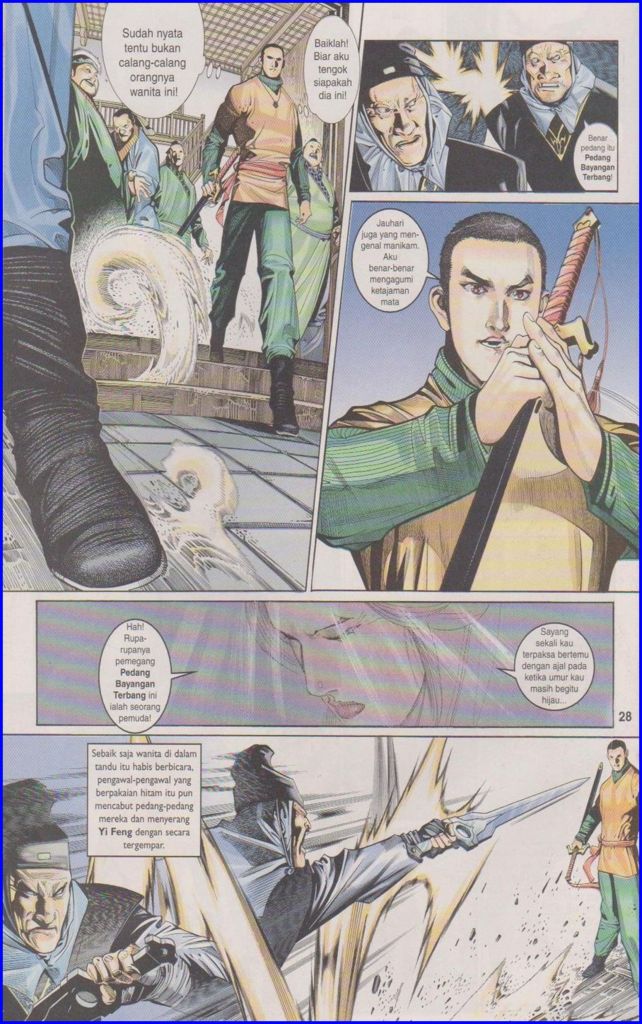 Sudah nyata
tentu bukan
calang-calang
orangnya
wanita ini!
Baiklah!
Biar aku
tengok
siapakah
dia ini!
Benar
pedang itu
Pedang
Bayangan
Terbang!
Jauhari
juga yang men-
genal manikam.
Aku
benar-benar
mengagumi
ketajaman
mata
Hah!
Rupa-
rupanya
pemegang
Pedang
Bayangan
Terbang ini
ialah seorang
pemuda!
Sayang
sekali kau
terpaksa bertemu
dengan ajal pada
ketika umur kau
masih begitu
hijau...
28
Sebaik saja wanita di dalam
tandu itu habis berbicara,
pengawal-pengawal yang
berpakaian hitam itu pun
mencabut pedang-pedang
mereka dan menyerang
Yi Feng dengan secara
tergempar.